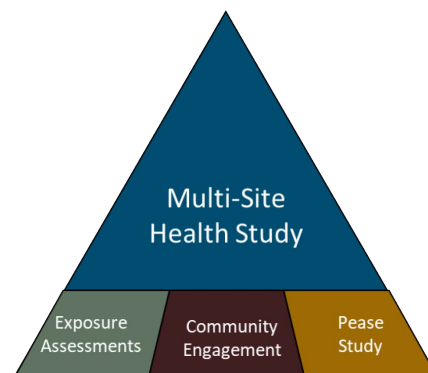 Multi-Site
Health Study
Exposure
Assessments
Community
Engagement
Pease
Study